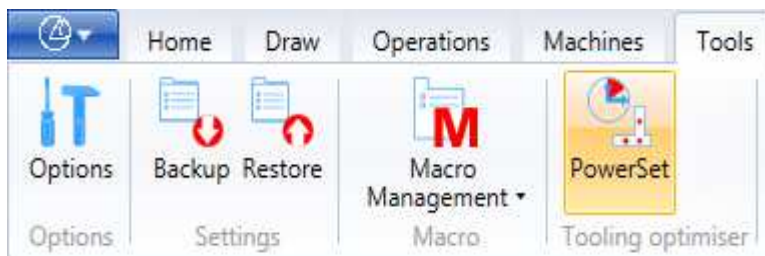 Home Draw Operations Machines Tools
Options Backup Restore Macro Management PowerSet
Options Settings Macro Tooling optimiser